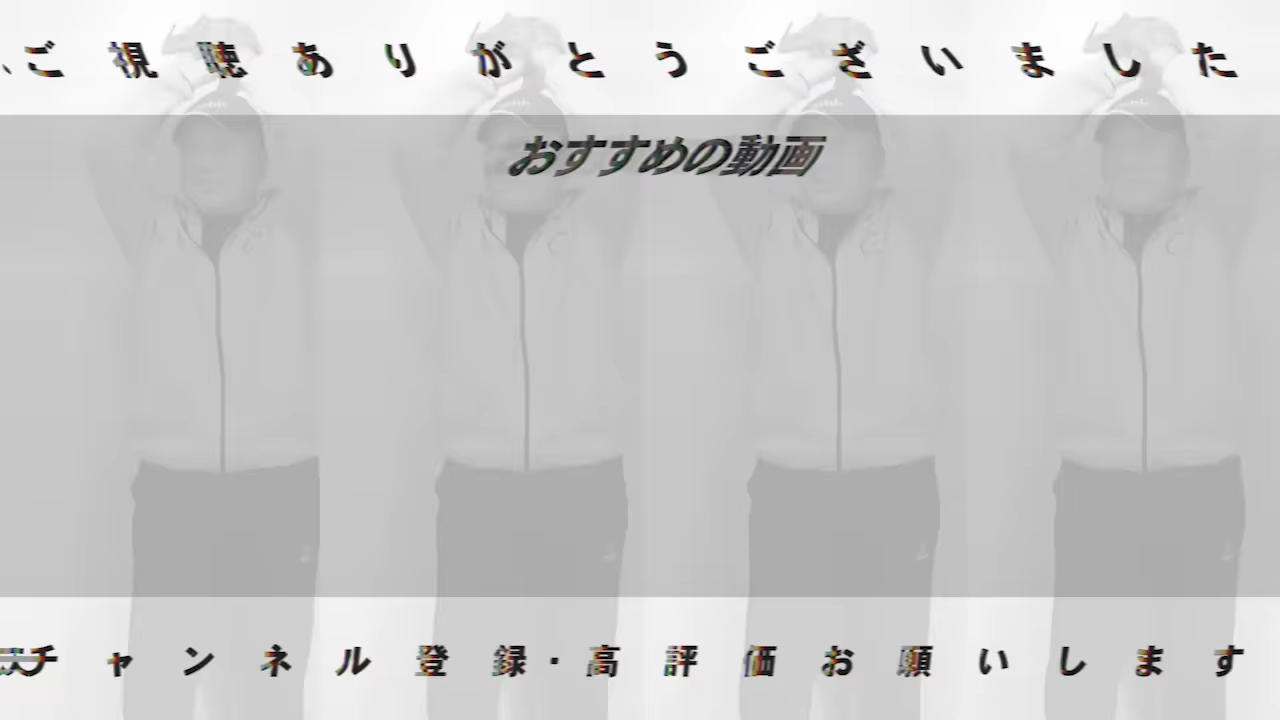 ご視聴ありがとうございました
おすすめの動画
チャンネル登録・高評価お願いします